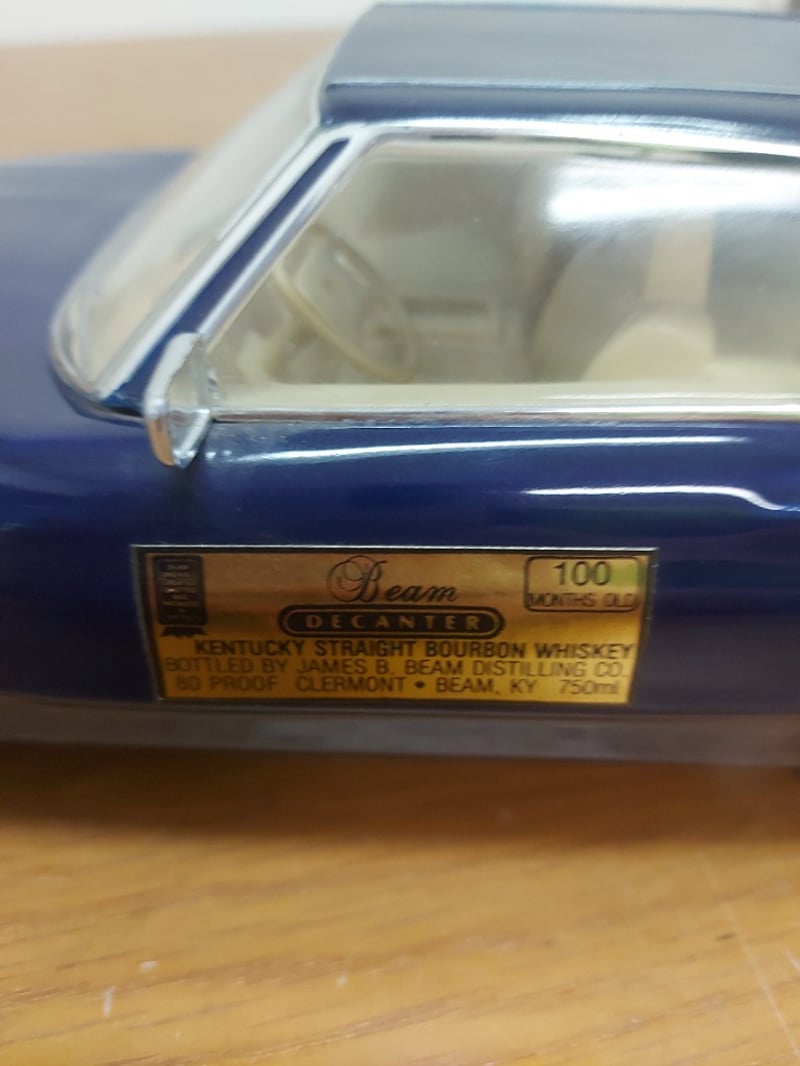 Beam
100
MONTHS OLD
DECANTER
KENTUCKY STRAIGHT BOURBON WHISKEY
BOTTLED BY JAMES B. BEAM DISTILLING CO.
80 PROOF CLERMONT • BEAM, KY 750ml